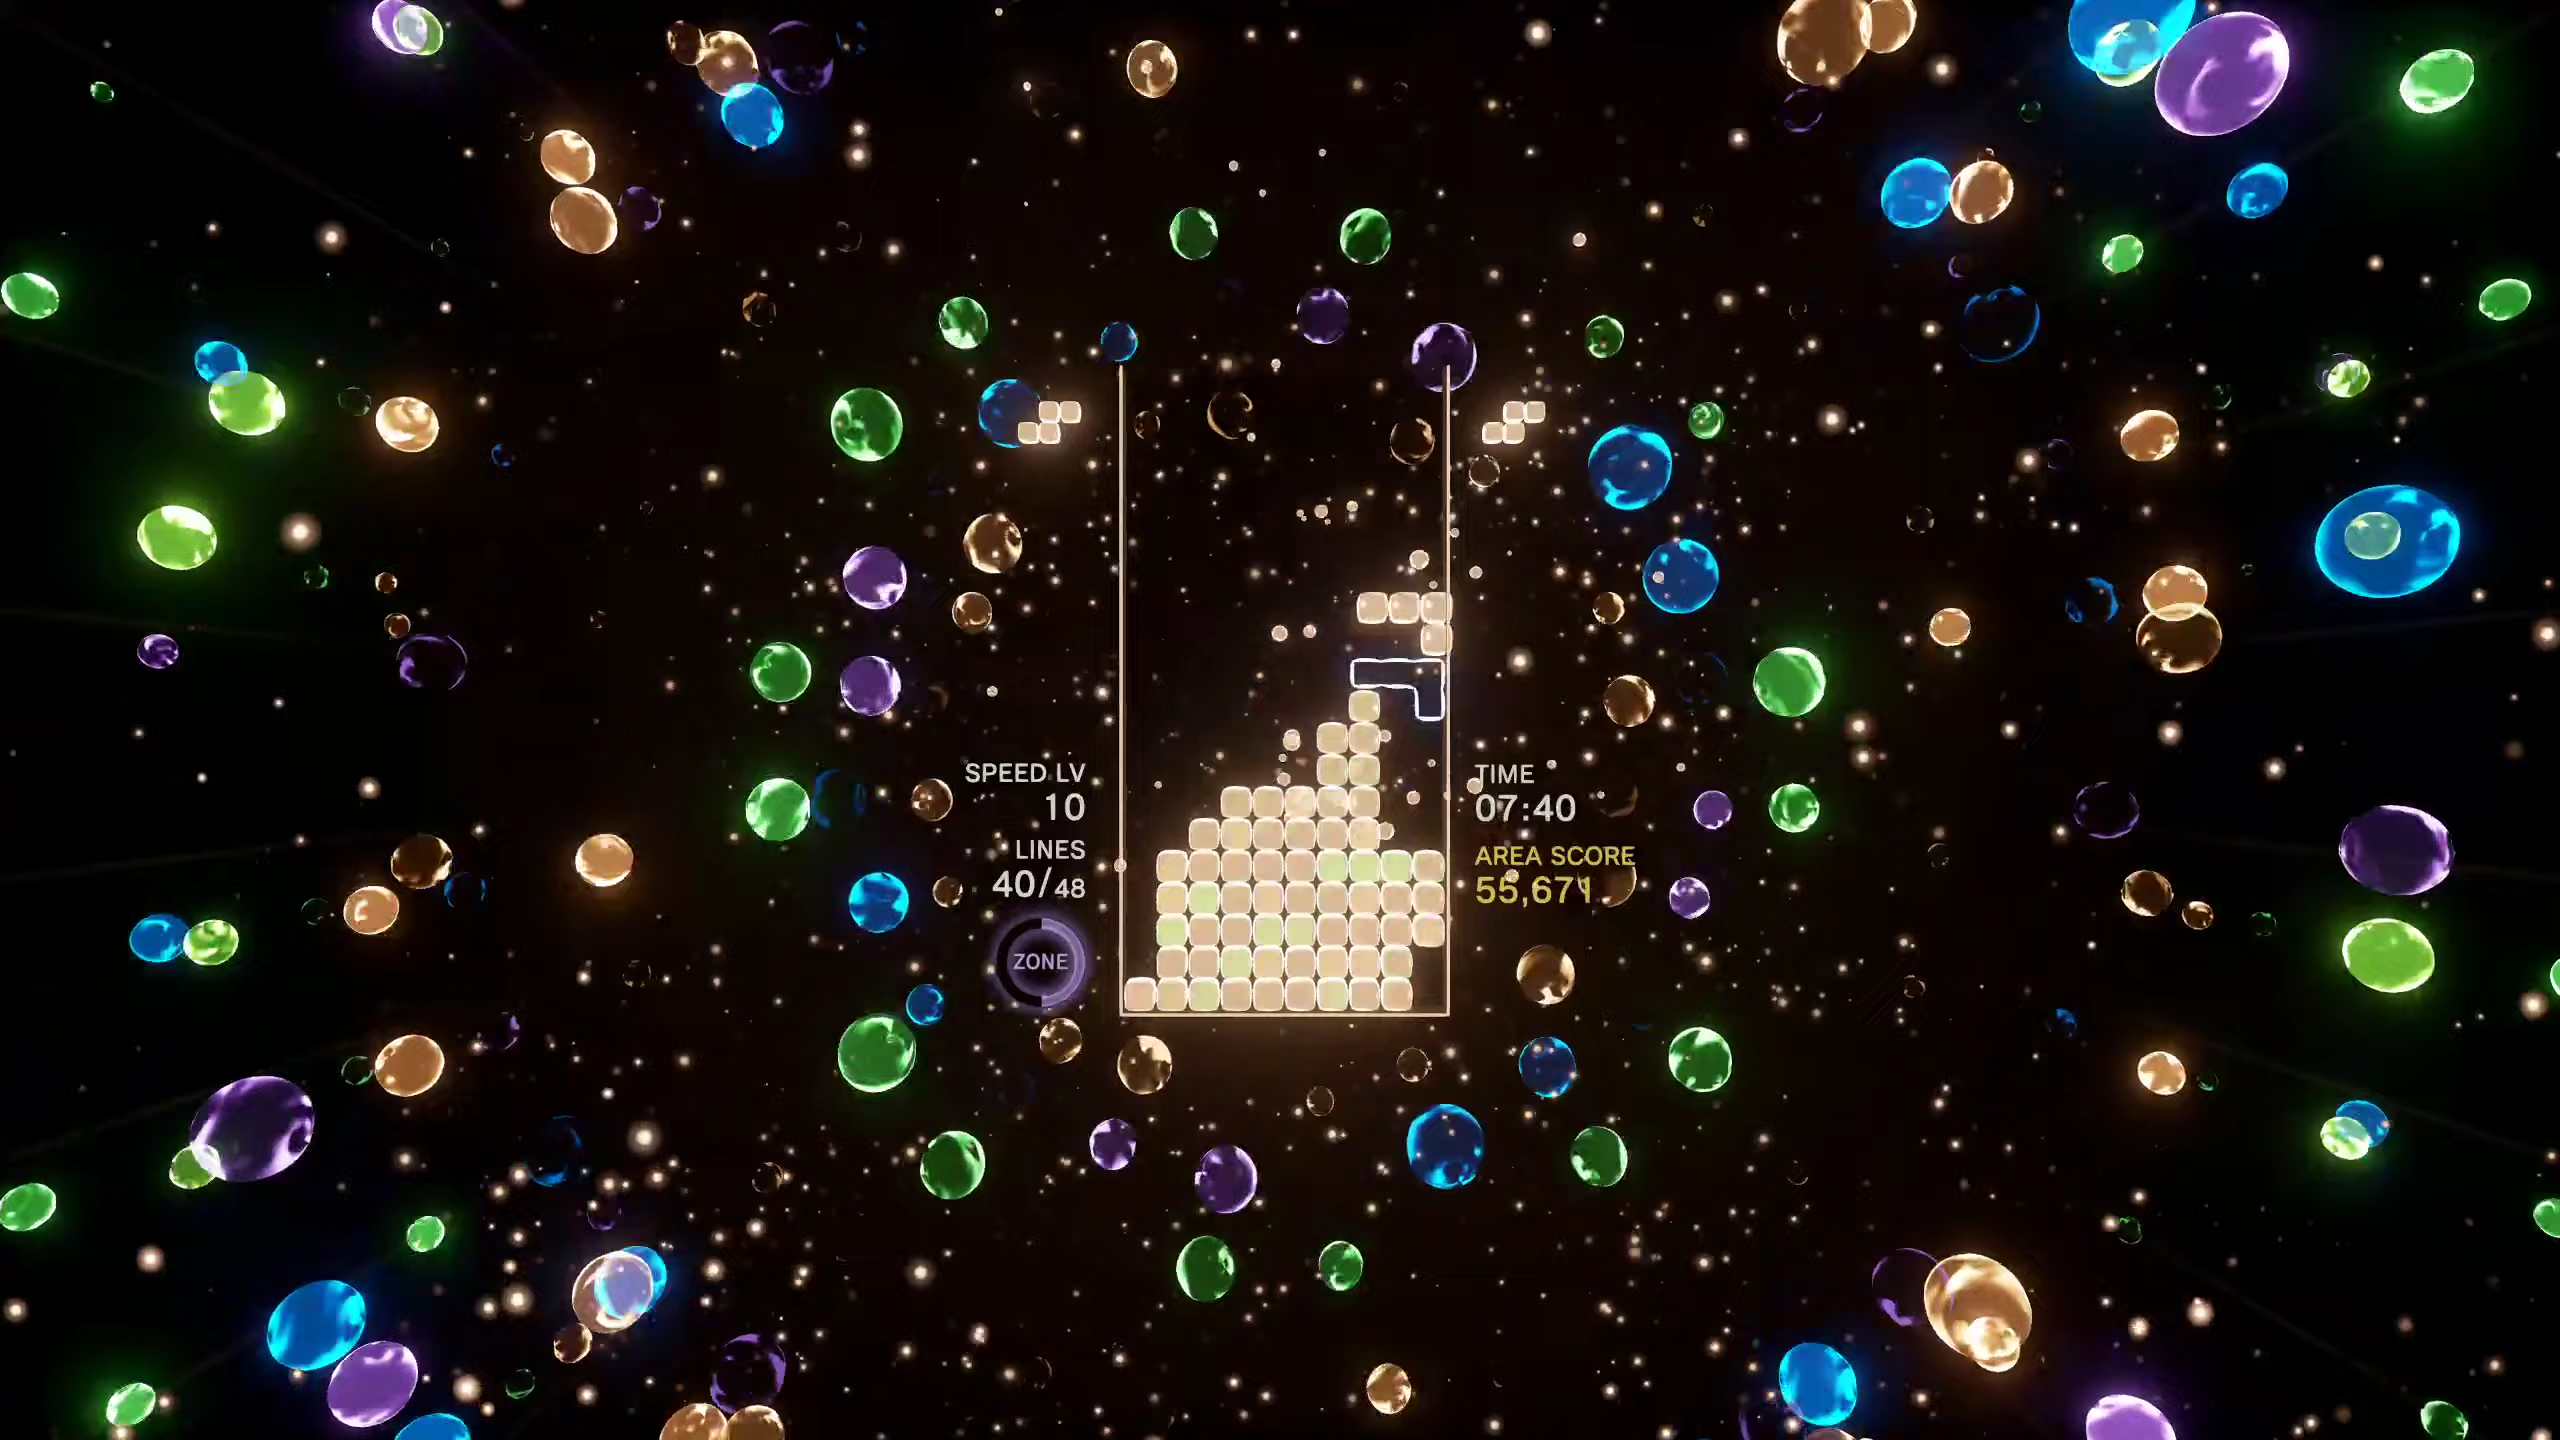 SPEED LV
10
LINES
40/48
ZONE
TIME
07:40
AREA SCORE
55,671